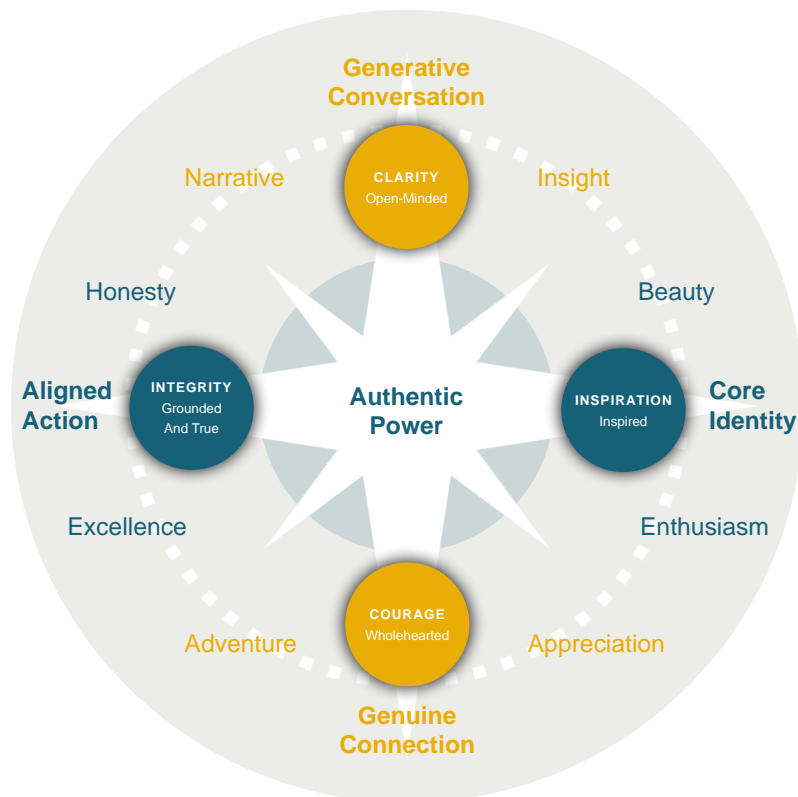 Generative
Conversation
CLARITY
Open-Minded
Narrative
Insight
Honesty
Beauty
Aligned
Action
INTEGRITY
Grounded
And True
Authentic
Power
INSPIRATION
Inspired
Core
Identity
Excellence
Enthusiasm
COURAGE
Wholehearted
Adventure
Appreciation
Genuine
Connection